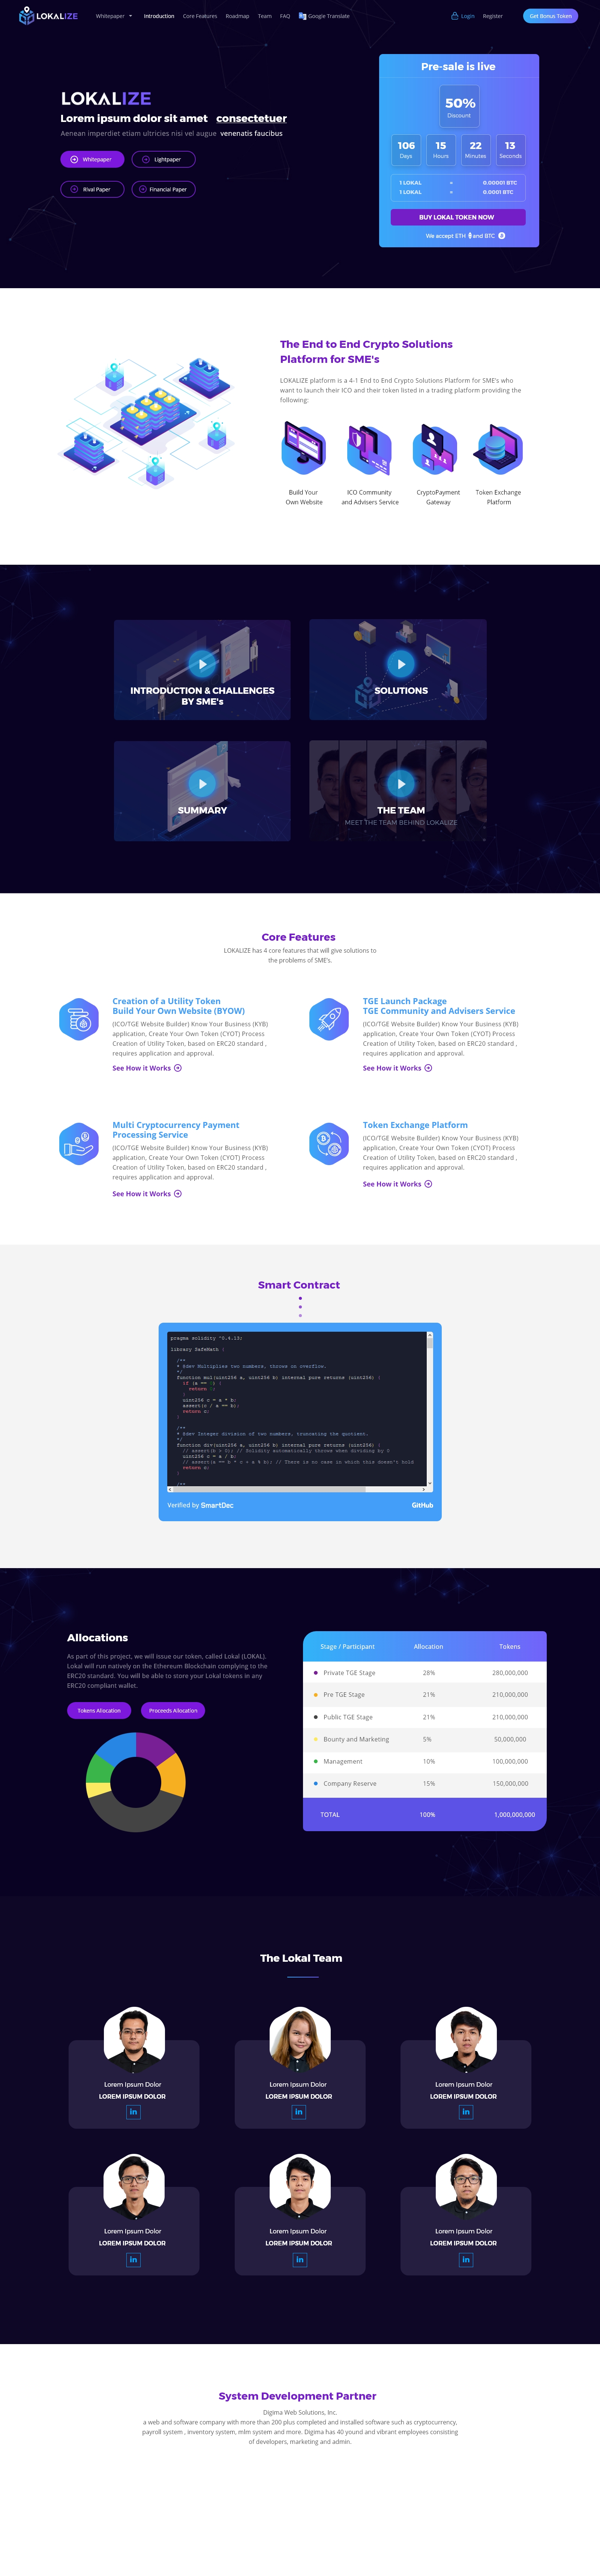 LOKALIZE
Whitepaper
Introduction
Core Features
Roadmap
Team
FAQ
Google Translate
Login
Register
Get Bonus Token
LOKALIZE
Lorem ipsum dolor sit amet consectetuer
Aenean imperdiet etiam ultricies nisi vel augue venenatis faucibus
Whitepaper
Lightpaper
Rival Paper
Financial Paper
Pre-sale is live
50%
Discount
106
Days
15
Hours
22
Minutes
13
Seconds
1 LOKAL = 0.00001 BTC
1 LOKAL = 0.0001 BTC
BUY LOKAL TOKEN NOW
We accept ETH and BTC
The End to End Crypto Solutions
Platform for SME's
LOKALIZE platform is a 4-1 End to End Crypto Solutions Platform for SME's who
want to launch their ICO and their token listed in a trading platform providing the
following:
Build Your
Own Website
ICO Community
and Advisers Service
CryptoPayment
Gateway
Token Exchange
Platform
INTRODUCTION & CHALLENGES
BY SME's
SOLUTIONS
SUMMARY
THE TEAM
MEET THE TEAM BEHIND LOKALIZE
Core Features
LOKALIZE has 4 core features that will give solutions to
the problems of SME's.
Creation of a Utility Token
Build Your Own Website (BYOW)
(ICO/TGE Website Builder) Know Your Business (KYB)
application, Create Your Own Token (CYOT) Process
Creation of Utility Token, based on ERC20 standard ,
requires application and approval.
See How it Works
TGE Launch Package
TGE Community and Advisers Service
(ICO/TGE Website Builder) Know Your Business (KYB)
application, Create Your Own Token (CYOT) Process
Creation of Utility Token, based on ERC20 standard ,
requires application and approval.
See How it Works
Multi Cryptocurrency Payment
Processing Service
(ICO/TGE Website Builder) Know Your Business (KYB)
application, Create Your Own Token (CYOT) Process
Creation of Utility Token, based on ERC20 standard ,
requires application and approval.
See How it Works
Token Exchange Platform
(ICO/TGE Website Builder) Know Your Business (KYB)
application, Create Your Own Token (CYOT) Process
Creation of Utility Token, based on ERC20 standard ,
requires application and approval.
See How it Works
Smart Contract
pragma solidity ^0.4.19;
library SafeMath {
/**
* @dev Multiplies two numbers, throws on overflow.
*/
function mul(uint256 a, uint256 b) internal pure returns (uint256) {
if (a == 0) {
return 0;
}
uint256 c = a * b;
assert(c / a == b);
return c;
}
/**
* @dev Integer division of two numbers, truncating the quotient.
*/
function div(uint256 a, uint256 b) internal pure returns (uint256) {
// assert(b > 0); // Solidity automatically throws when dividing by 0
uint256 c = a / b;
// assert(a == b * c + a % b); // There is no case in which this doesn't hold
return c;
}
/**
Verified by SmartDec
GitHub
Allocations
As part of this project, we will issue our token, called Lokal (LOKAL).
Lokal will run natively on the Ethereum Blockchain complying to the
ERC20 standard. You will be able to store your Lokal tokens in any
ERC20 compliant wallet.
Tokens Allocation
Proceeds Allocation
Stage / Participant Allocation Tokens
Private TGE Stage 28% 280,000,000
Pre TGE Stage 21% 210,000,000
Public TGE Stage 21% 210,000,000
Bounty and Marketing 5% 50,000,000
Management 10% 100,000,000
Company Reserve 15% 150,000,000
TOTAL 100% 1,000,000,000
The Lokal Team
Lorem Ipsum Dolor
LOREM IPSUM DOLOR
in
Lorem Ipsum Dolor
LOREM IPSUM DOLOR
in
Lorem Ipsum Dolor
LOREM IPSUM DOLOR
in
Lorem Ipsum Dolor
LOREM IPSUM DOLOR
in
Lorem Ipsum Dolor
LOREM IPSUM DOLOR
in
Lorem Ipsum Dolor
LOREM IPSUM DOLOR
in
System Development Partner
Digima Web Solutions, Inc.
a web and software company with more than 200 plus completed and installed software such as cryptocurrency,
payroll system , inventory system, mlm system and more. Digima has 40 yound and vibrant employees consisting
of developers, marketing and admin.